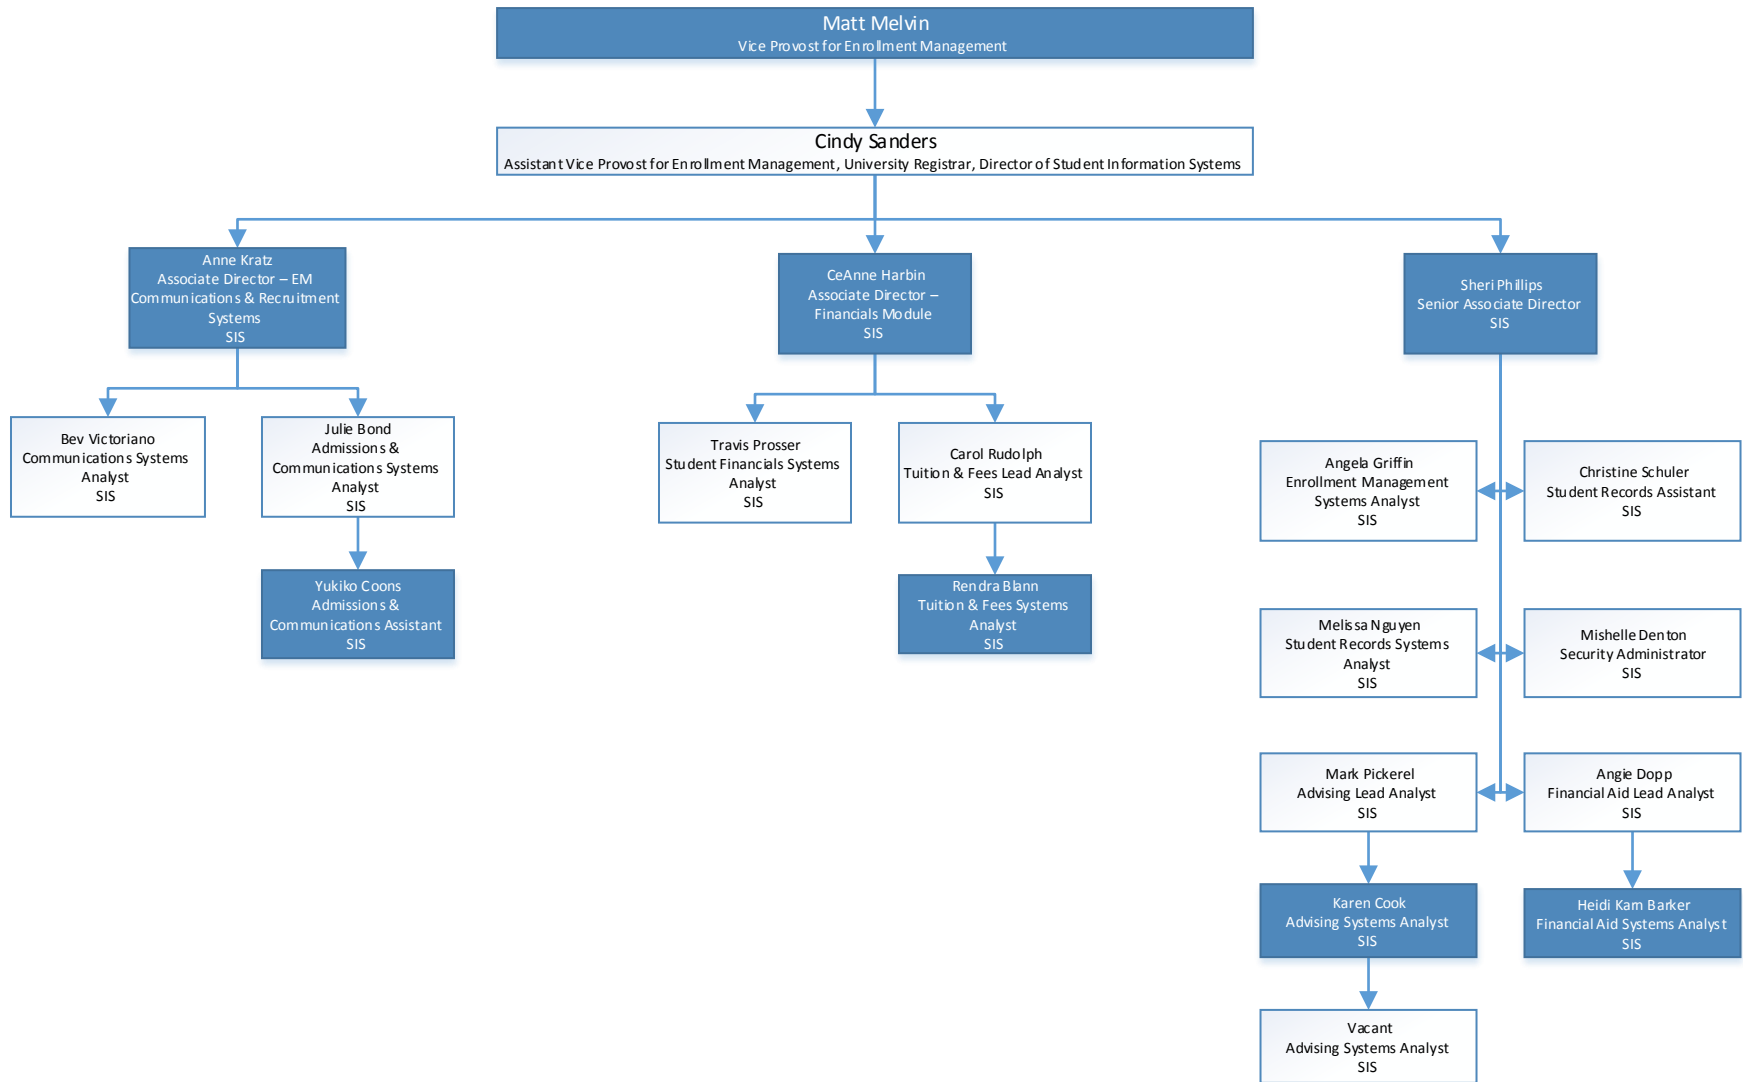 Matt Melvin
Vice Provost for Enrollment Management
Cindy Sanders
Assistant Vice Provost for Enrollment Management, University Registrar, Director of Student Information Systems
Anne Kratz
Associate Director – EM
Communications & Recruitment
Systems
SIS
CeAnne Harbin
Associate Director –
Financials Module
SIS
Sheri Phillips
Senior Associate Director
SIS
Bev Victoriano
Communications Systems
Analyst
SIS
Julie Bond
Admissions &
Communications Systems
Analyst
SIS
Travis Prosser
Student Financials Systems
Analyst
SIS
Carol Rudolph
Tuition & Fees Lead Analyst
SIS
Angela Griffin
Enrollment Management
Systems Analyst
SIS
Christine Schuler
Student Records Assistant
SIS
Yukiko Coons
Admissions &
Communications Assistant
SIS
Rendra Blann
Tuition & Fees Systems
Analyst
SIS
Melissa Nguyen
Student Records Systems
Analyst
SIS
Mishelle Denton
Security Administrator
SIS
Mark Pickerel
Advising Lead Analyst
SIS
Angie Dopp
Financial Aid Lead Analyst
SIS
Karen Cook
Advising Systems Analyst
SIS
Heidi Kam Barker
Financial Aid Systems Analyst
SIS
Vacant
Advising Systems Analyst
SIS